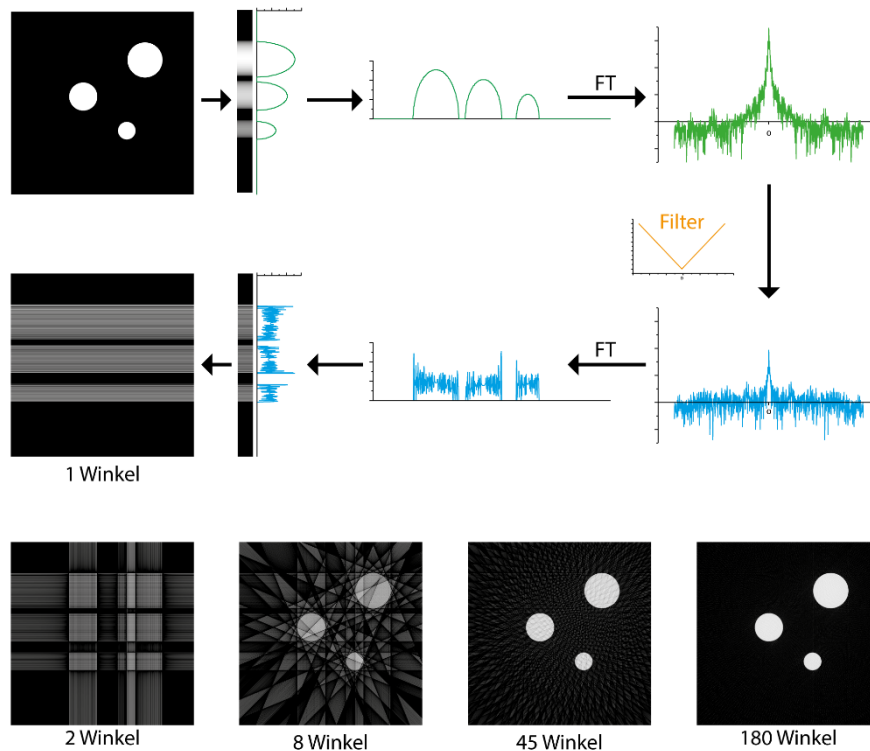 FT
o
Filter
o
FT
o
1 Winkel
2 Winkel
8 Winkel
45 Winkel
180 Winkel